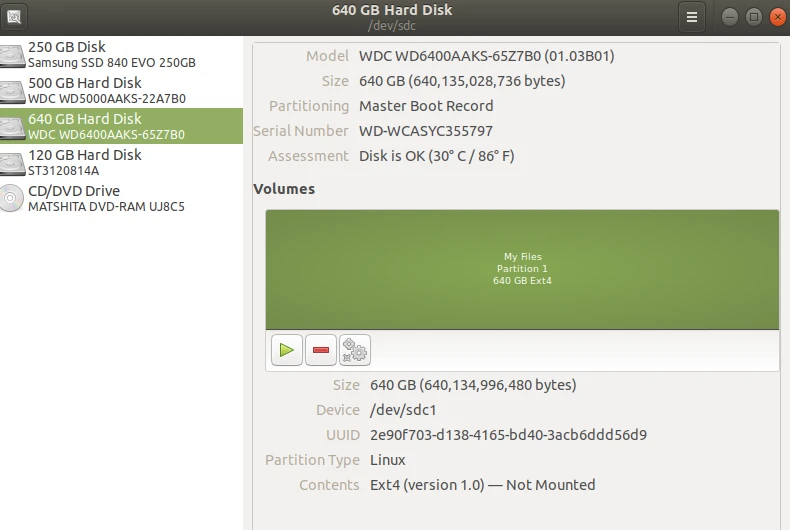 640 GB Hard Disk
/dev/sdc
250 GB Disk
Samsung SSD 840 EVO 250GB
500 GB Hard Disk
WDC WD5000AAKS-22A7B0
640 GB Hard Disk
WDC WD6400AAKS-65Z7B0
120 GB Hard Disk
ST3120814A
CD/DVD Drive
MATSHITA DVD-RAM UJ8C5
Model WDC WD6400AAKS-65Z7B0 (01.03B01)
Size 640 GB (640,135,028,736 bytes)
Partitioning Master Boot Record
Serial Number WD-WCASYC355797
Assessment Disk is OK (30° C / 86° F)
Volumes
My Files
Partition 1
640 GB Ext4
Size 640 GB (640,134,996,480 bytes)
Device /dev/sdc1
UUID 2e90f703-d138-4165-bd40-3acb6ddd56d9
Partition Type Linux
Contents Ext4 (version 1.0) — Not Mounted